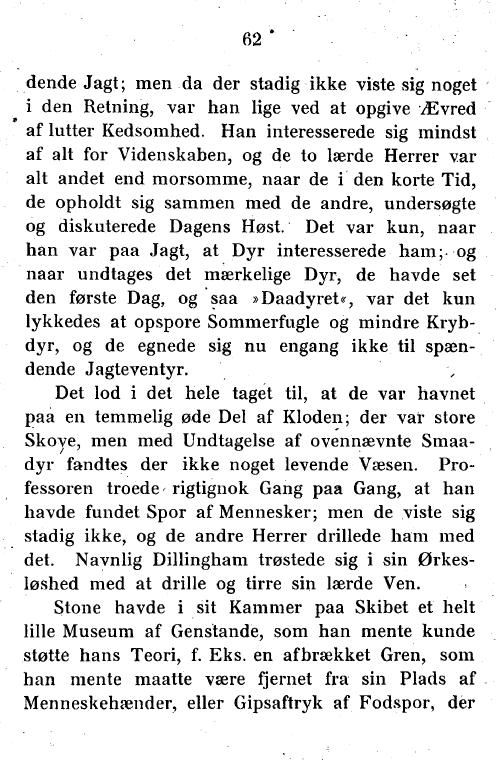 62
dende Jagt; men da der stadig ikke viste sig noget
i den Retning, var han lige ved at opgive Ævred
af lutter Kedsomhed. Han interesserede sig mindst
af alt for Videnskaben, og de to lærde Herrer var
alt andet end morsomme, naar de i den korte Tid,
de opholdt sig sammen med de andre, undersøgte
og diskuterede Dagens Høst. Det var kun, naar
han var paa Jagt, at Dyr interesserede ham; og
naar undtages det mærkelige Dyr, de havde set
den første Dag, og saa »Daadyret«, var det kun
lykkedes at opspore Sommerfugle og mindre Kryb-
dyr, og de egnede sig nu engang ikke til spæn-
dende Jagteventyr.
Det lod i det hele taget til, at de var havnet
paa en temmelig øde Del af Kloden; der var store
Skove, men med Undtagelse af ovennævnte Smaa-
dyr fandtes der ikke noget levende Væsen. Pro-
fessoren troede rigtignok Gang paa Gang, at han
havde fundet Spor af Mennesker; men de viste sig
stadig ikke, og de andre Herrer drillede ham med
det. Navnlig Dillingham trøstede sig i sin Ørkes-
løshed med at drille og tirre sin lærde Ven.
Stone havde i sit Kammer paa Skibet et helt
lille Museum af Genstande, som han mente kunde
støtte hans Teori, f. Eks. en afbrækket Gren, som
han mente maatte være fjernet fra sin Plads af
Menneskehænder, eller Gipsaftryk af Fodspor, der